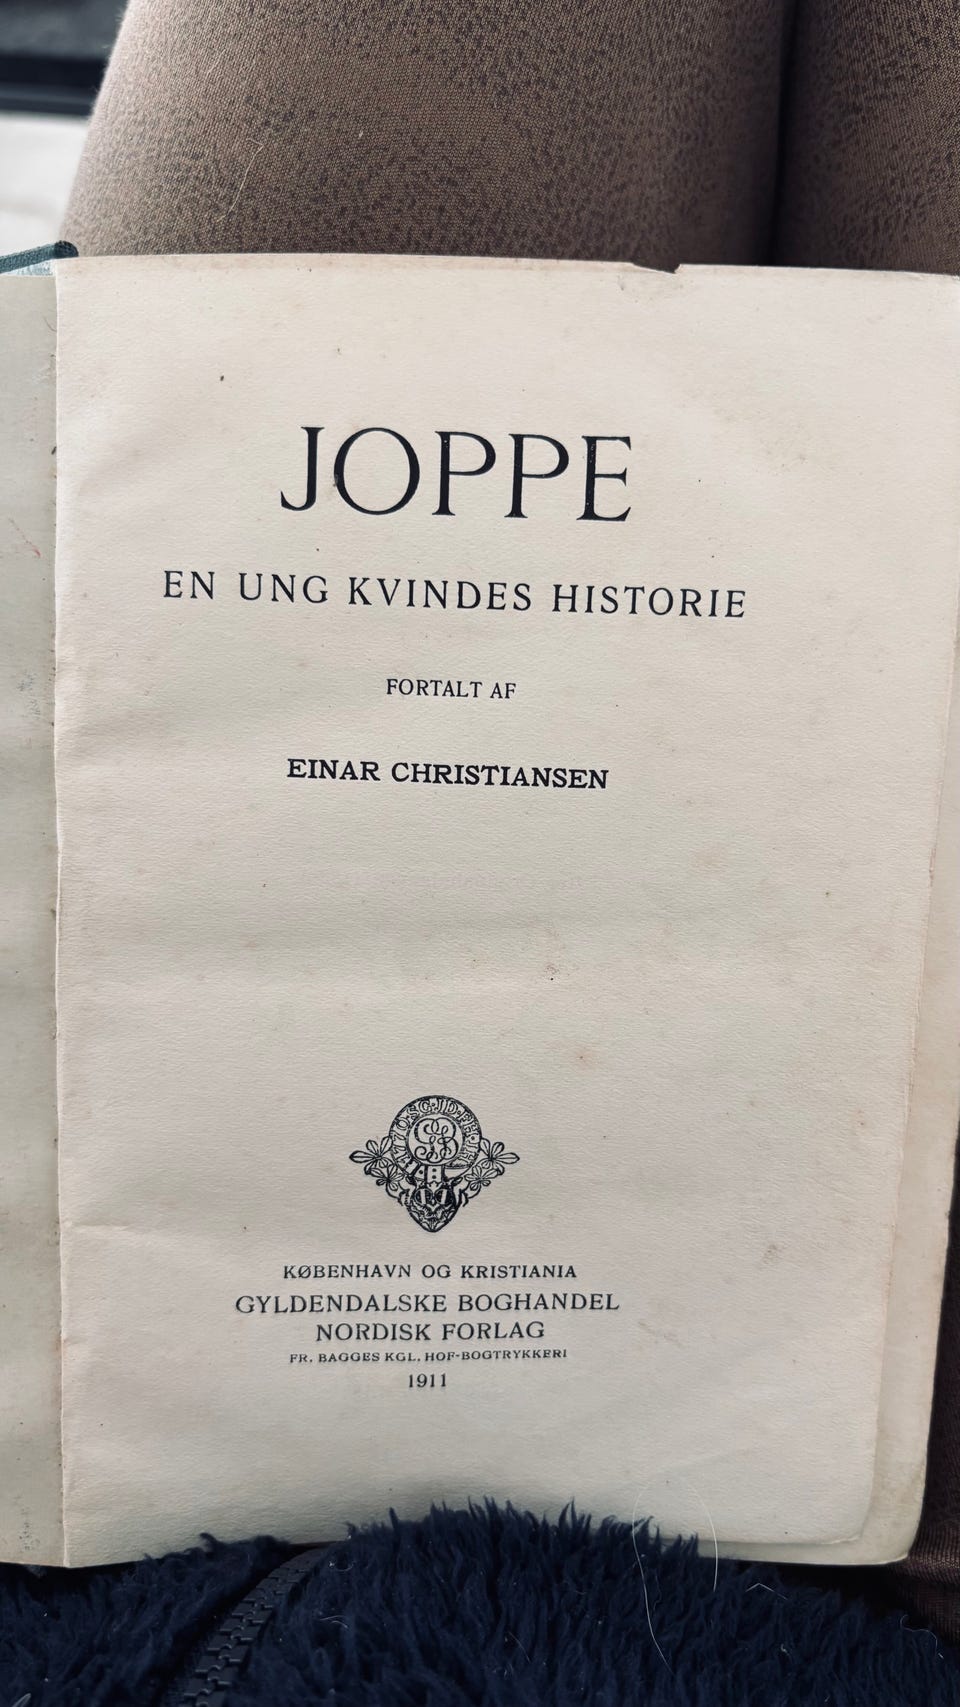 JOPPE
EN UNG KVINDES HISTORIE
FORTALT AF
EINAR CHRISTIANSEN
KØBENHAVN OG KRISTIANIA
GYLDENDALSKE BOGHANDEL
NORDISK FORLAG
FR. BAGGES KGL. HOF-BOGTRYKKERI
1911